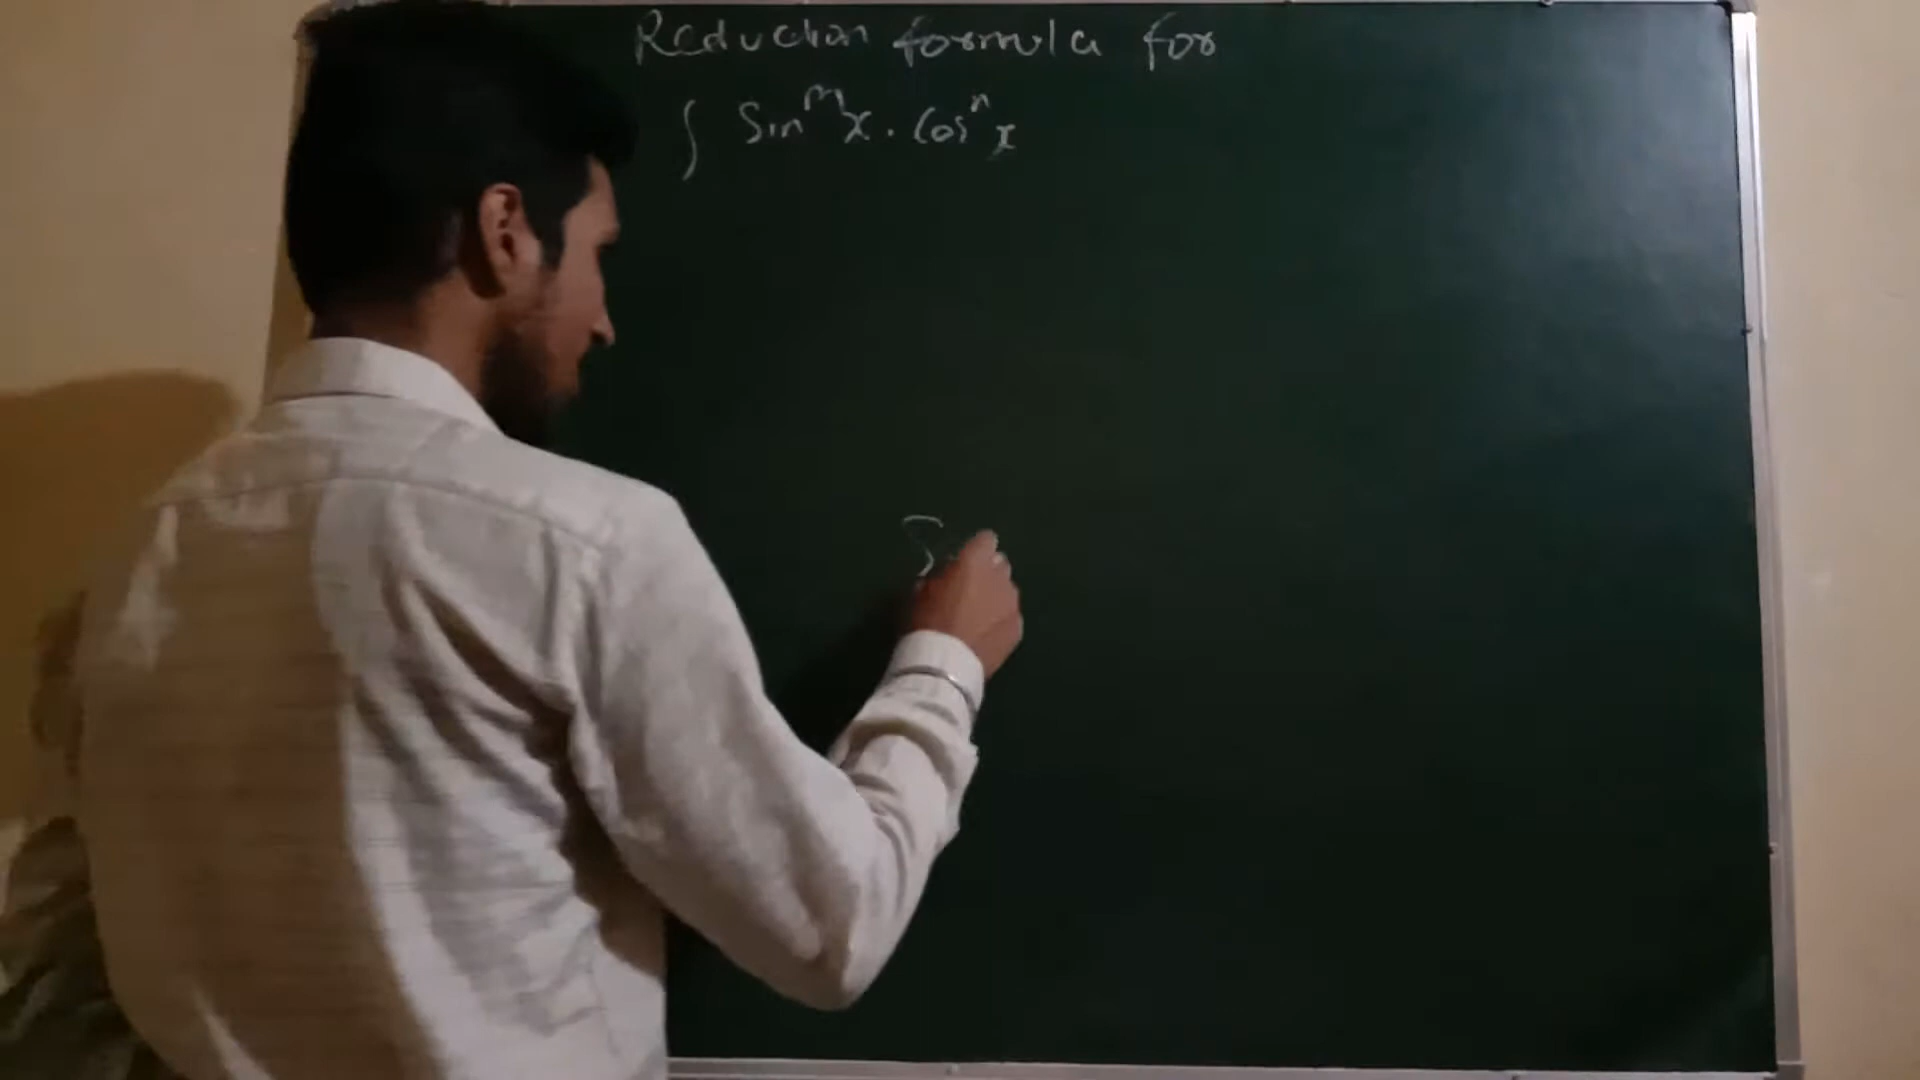 Reduction formula for
∫ Sin^m x . Cos^n x